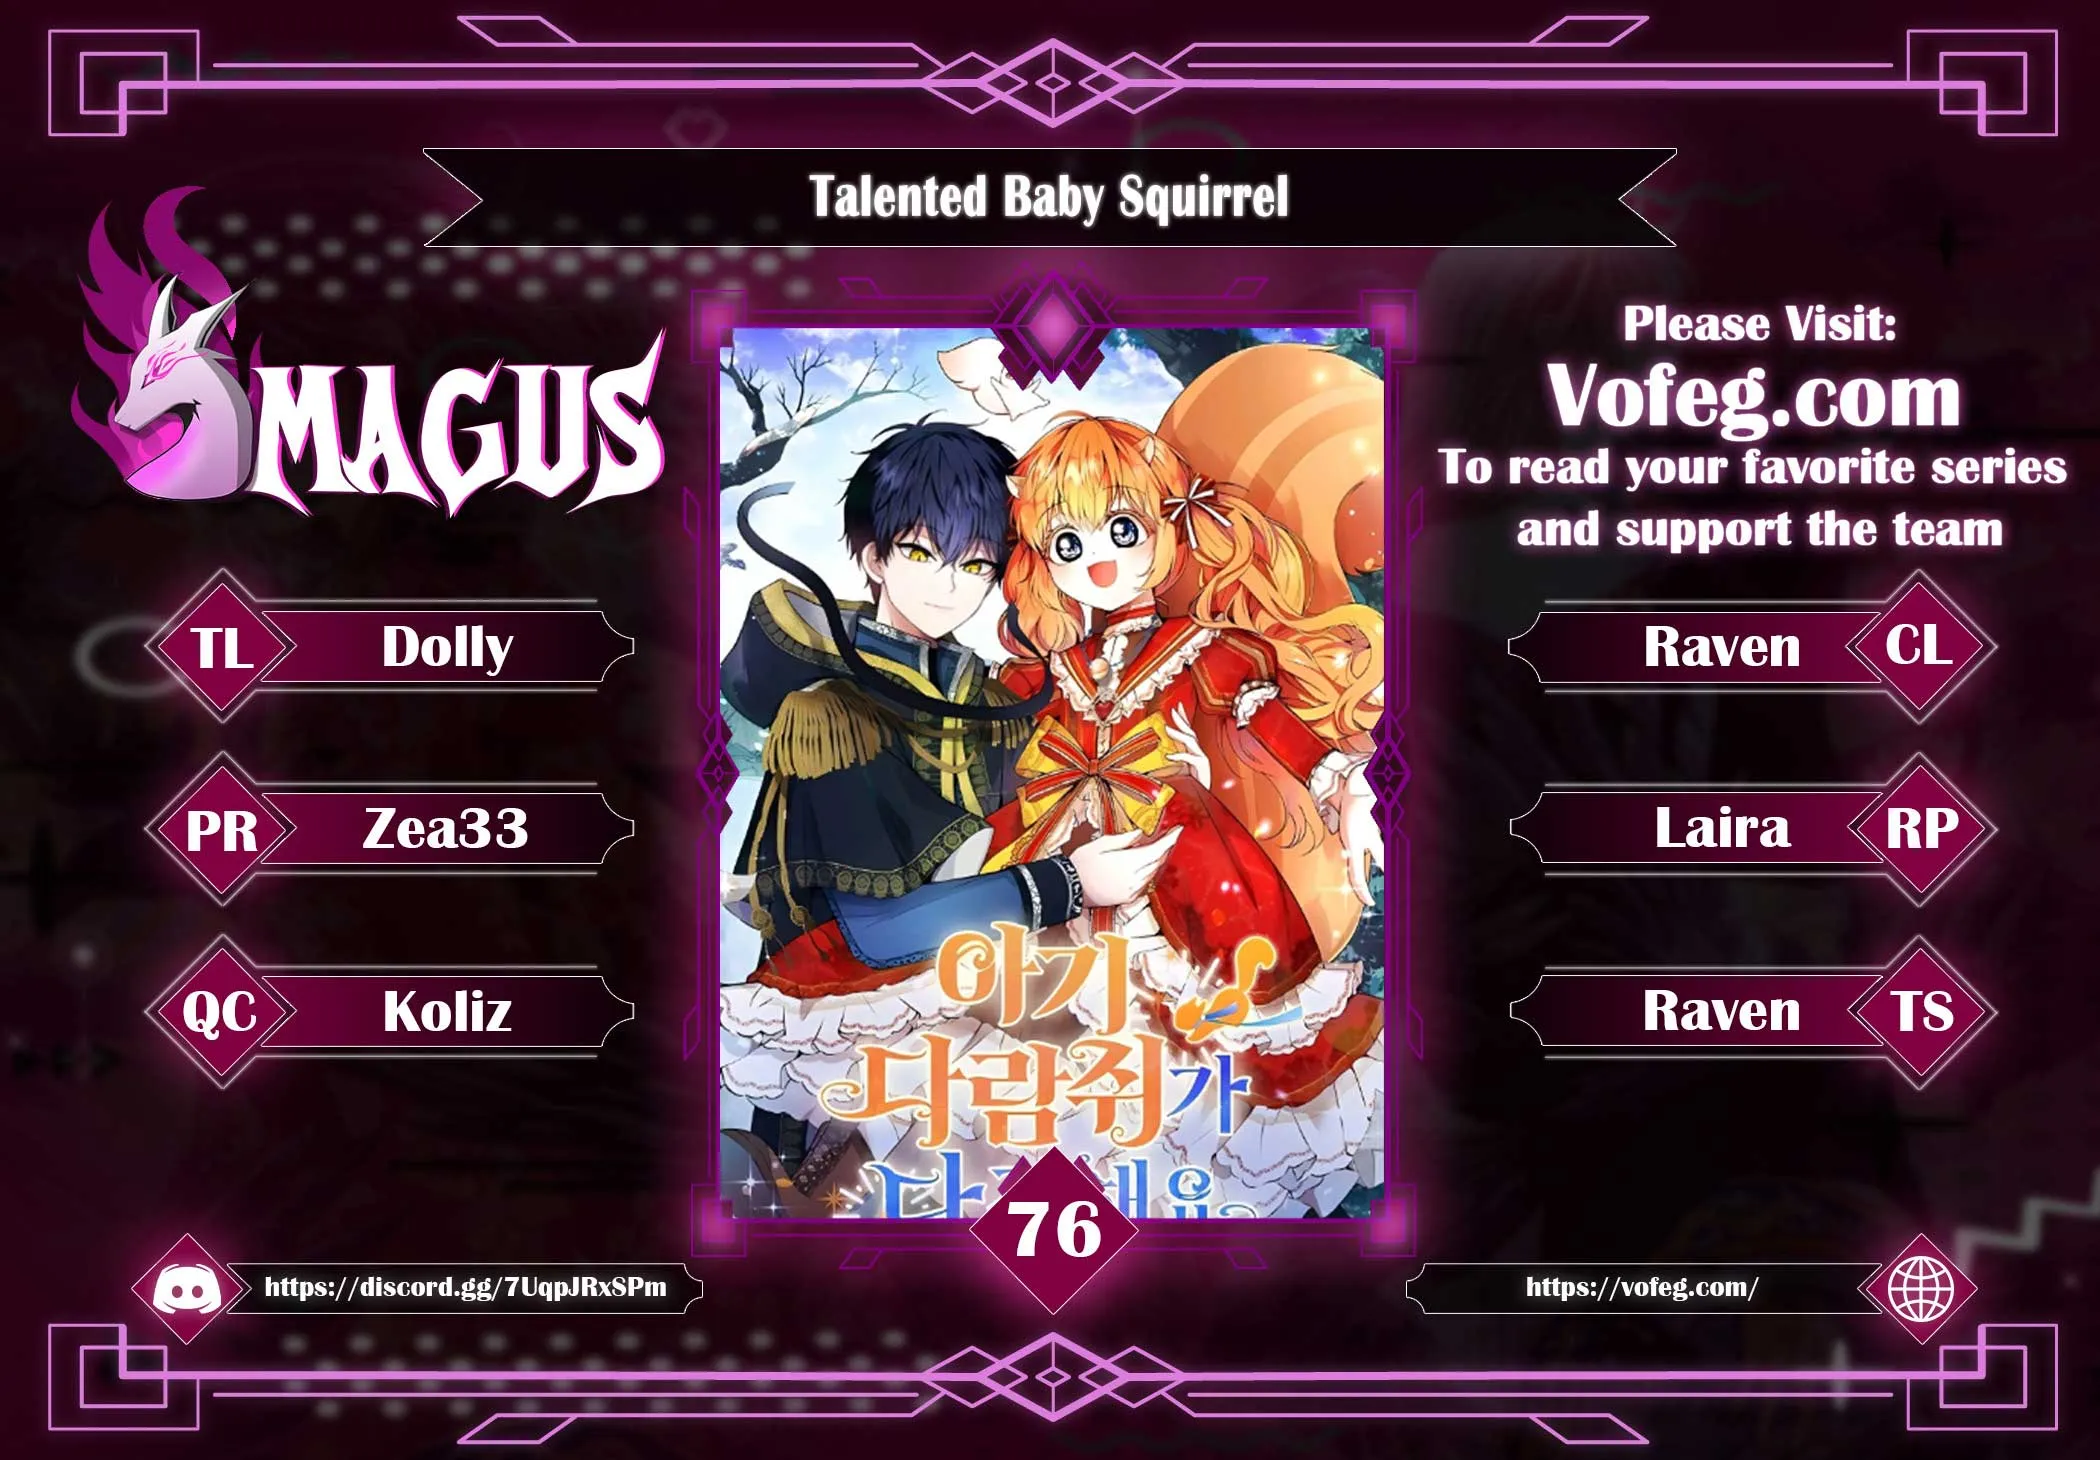 Talented Baby Squirrel
MAGUS
Please Visit:
Vofeg.com
To read your favorite series
and support the team
TL Dolly
Raven CL
PR Zea33
Laira RP
QC Koliz
Raven TS
아기
다람쥐가
76
https://discord.gg/7UqpJRxSPm
https://vofeg.com/